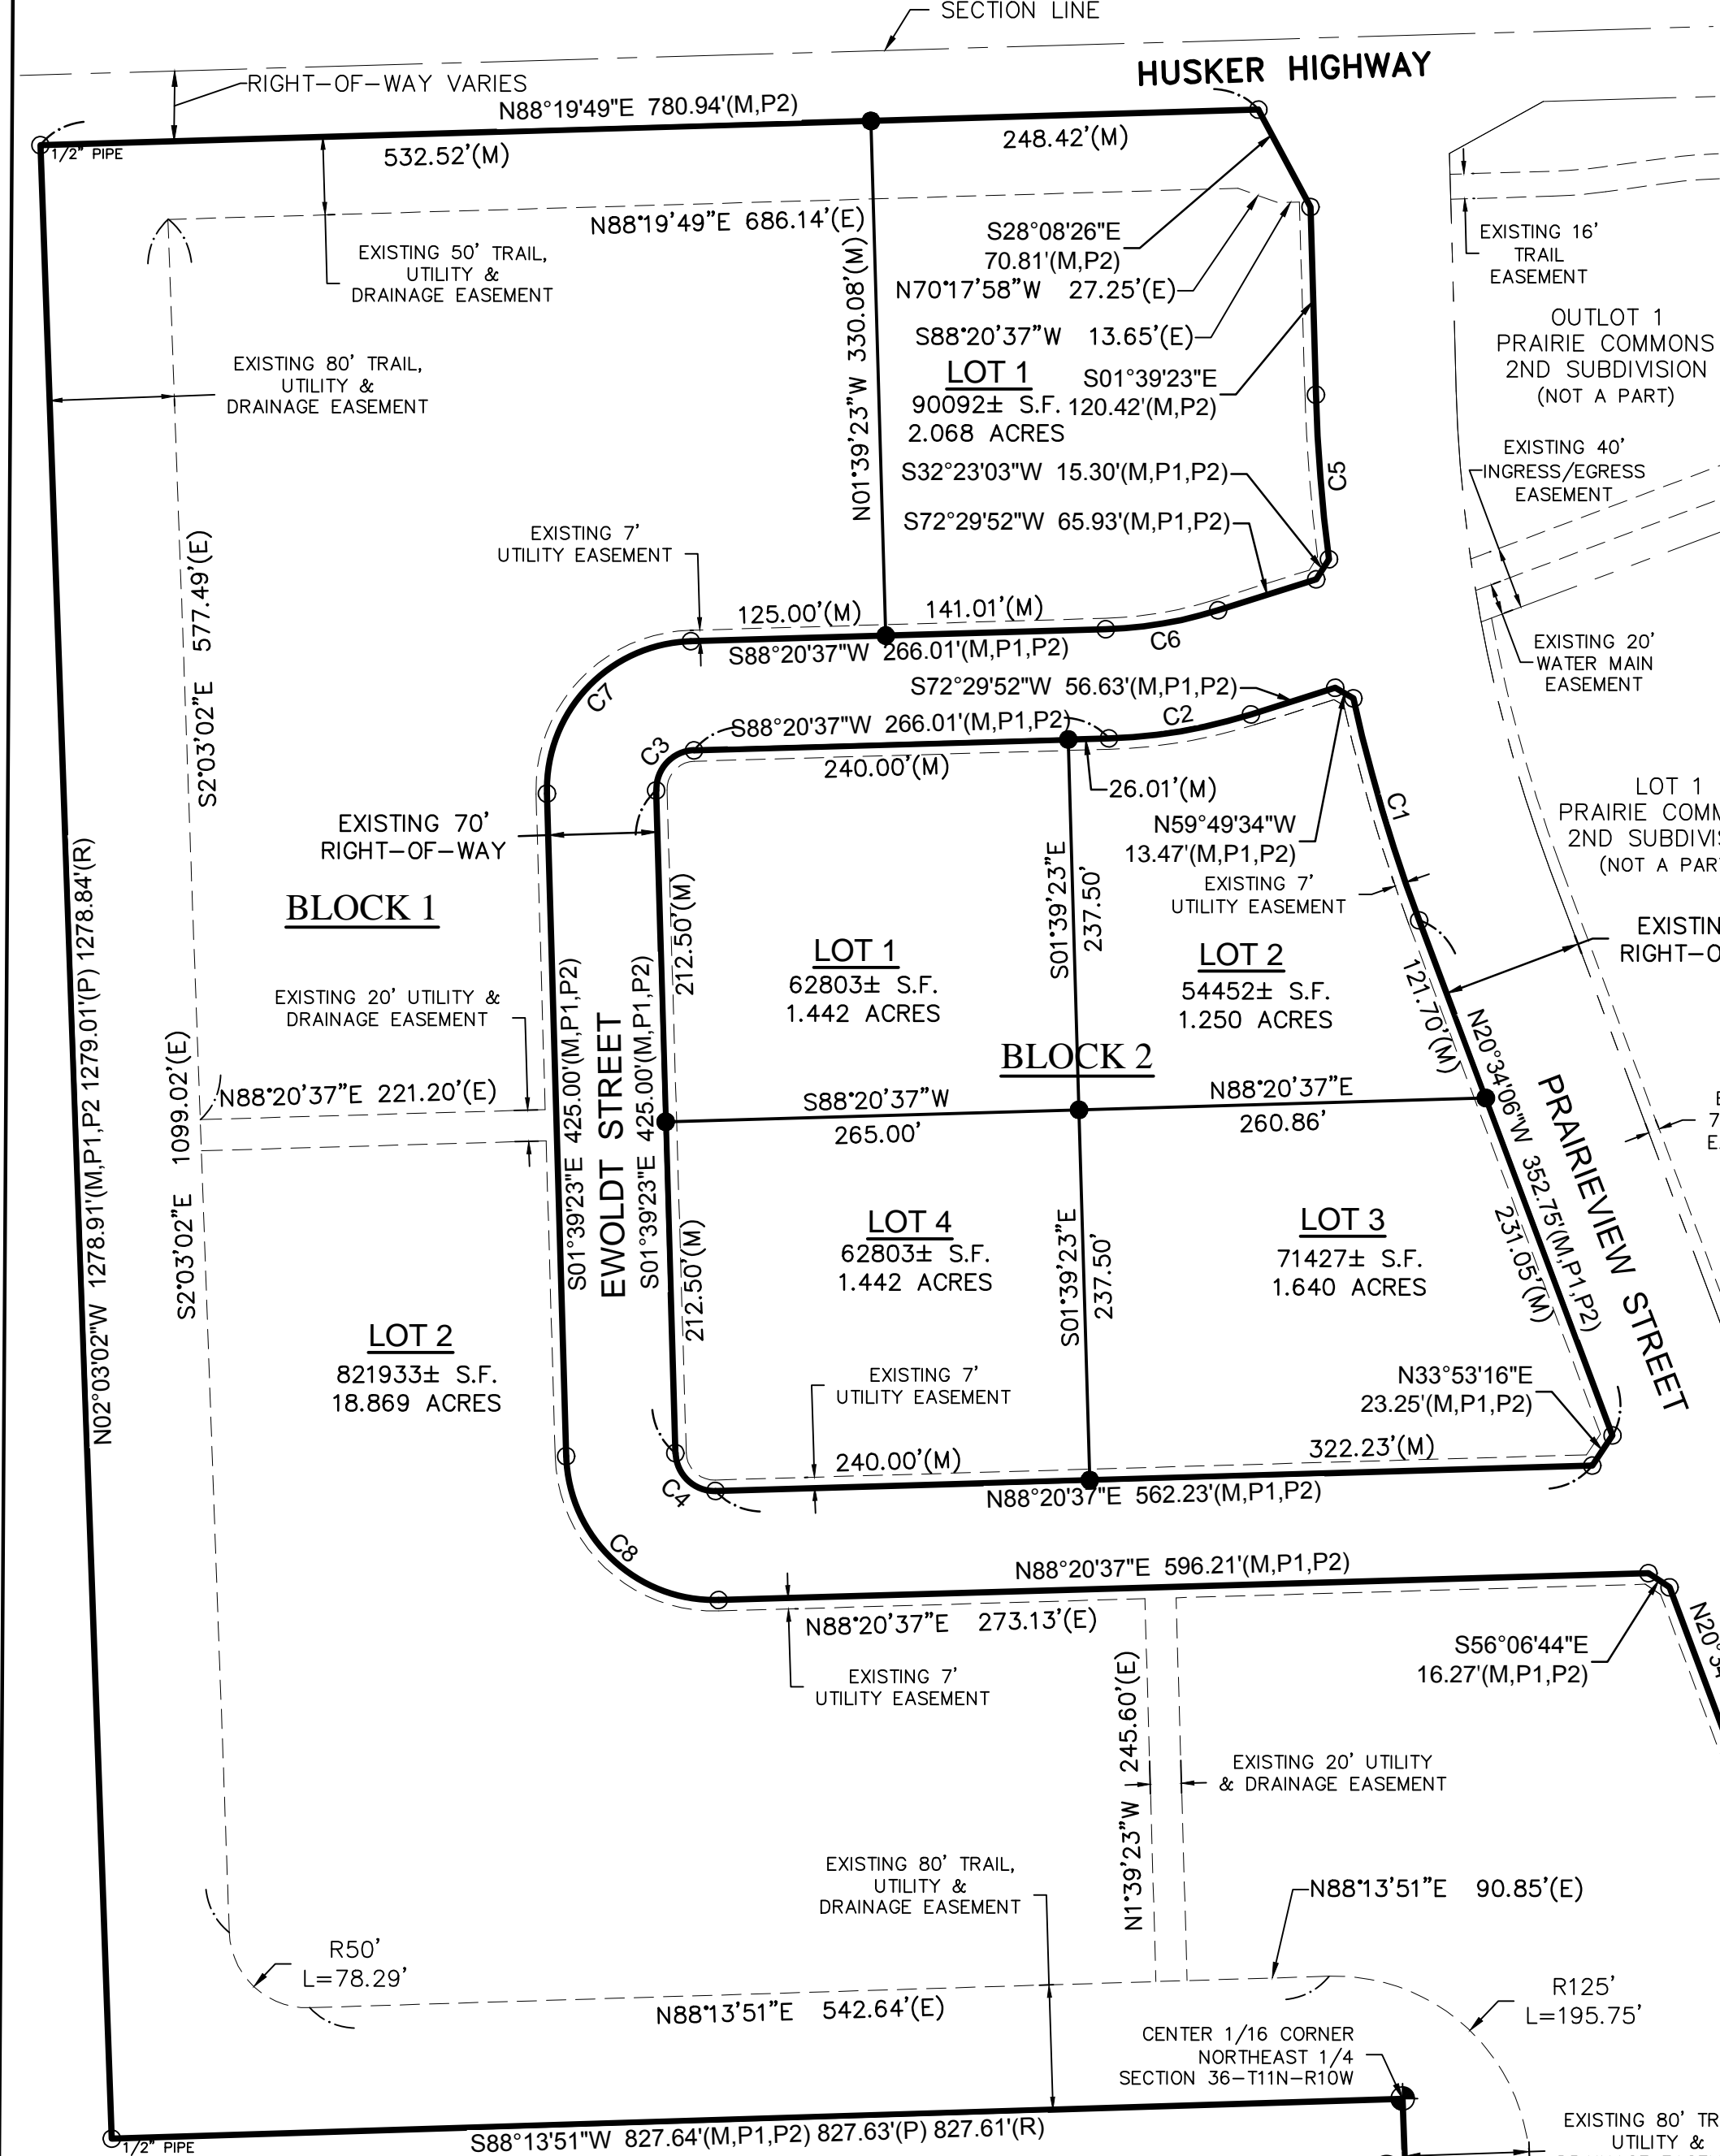 SECTION LINE
HUSKER HIGHWAY
RIGHT-OF-WAY VARIES
N88°19'49"E 780.94'(M,P2)
1/2" PIPE
532.52'(M)
248.42'(M)
N88°19'49"E 686.14'(E)
EXISTING 50' TRAIL,
UTILITY &
DRAINAGE EASEMENT
S28°08'26"E
70.81'(M,P2)
N70°17'58"W 27.25'(E)
S88°20'37"W 13.65'(E)
EXISTING 16'
TRAIL
EASEMENT
OUTLOT 1
PRAIRIE COMMONS
2ND SUBDIVISION
(NOT A PART)
EXISTING 80' TRAIL,
UTILITY &
DRAINAGE EASEMENT
N01°39'23"W 330.08'(M)
LOT 1
90092± S.F.
2.068 ACRES
S01°39'23"E
120.42'(M,P2)
S32°23'03"W 15.30'(M,P1,P2)
S72°29'52"W 65.93'(M,P1,P2)
C5
EXISTING 40'
INGRESS/EGRESS
EASEMENT
EXISTING 7'
UTILITY EASEMENT
S2°03'02"E 577.49'(E)
125.00'(M)
141.01'(M)
S88°20'37"W 266.01'(M,P1,P2)
C6
C7
EXISTING 20'
WATER MAIN
EASEMENT
S72°29'52"W 56.63'(M,P1,P2)
S88°20'37"W 266.01'(M,P1,P2)
C2
C3
240.00'(M)
26.01'(M)
N59°49'34"W
13.47'(M,P1,P2)
C1
LOT 1
PRAIRIE COMM
2ND SUBDIVIS
(NOT A PART
EXISTING 70'
RIGHT-OF-WAY
EXISTING 7'
UTILITY EASEMENT
BLOCK 1
212.50'(M)
LOT 1
62803± S.F.
1.442 ACRES
S01°39'23"E
237.50'
LOT 2
54452± S.F.
1.250 ACRES
EXISTIN
RIGHT-O
121.70'(M)
N20°34'06"W 352.75'(M,P1,P2)
N02°03'02"W 1278.91'(M,P1,P2 1279.01'(P) 1278.84'(R)
EXISTING 20' UTILITY &
DRAINAGE EASEMENT
N88°20'37"E 221.20'(E)
S2°03'02"E 1099.02'(E)
S01°39'23"E 425.00'(M,P1,P2)
EWOLDT STREET
S01°39'23"E 425.00'(M,P1,P2)
BLOCK 2
S88°20'37"W
265.00'
N88°20'37"E
260.86'
PRAIRIEVIEW STREET
E
7
E
LOT 4
62803± S.F.
1.442 ACRES
212.50'(M)
S01°39'23"E
237.50'
LOT 3
71427± S.F.
1.640 ACRES
231.05'(M)
LOT 2
821933± S.F.
18.869 ACRES
EXISTING 7'
UTILITY EASEMENT
N33°53'16"E
23.25'(M,P1,P2)
240.00'(M)
322.23'(M)
N88°20'37"E 562.23'(M,P1,P2)
C4
C8
N88°20'37"E 596.21'(M,P1,P2)
N88°20'37"E 273.13'(E)
EXISTING 7'
UTILITY EASEMENT
S56°06'44"E
16.27'(M,P1,P2)
N20°34
N1°39'23"W 245.60'(E)
EXISTING 20' UTILITY
& DRAINAGE EASEMENT
EXISTING 80' TRAIL,
UTILITY &
DRAINAGE EASEMENT
N88°13'51"E 90.85'(E)
R50'
L=78.29'
N88°13'51"E 542.64'(E)
R125'
L=195.75'
CENTER 1/16 CORNER
NORTHEAST 1/4
SECTION 36-T11N-R10W
1/2" PIPE
S88°13'51"W 827.64'(M,P1,P2) 827.63'(P) 827.61'(R)
EXISTING 80' TR
UTILITY &